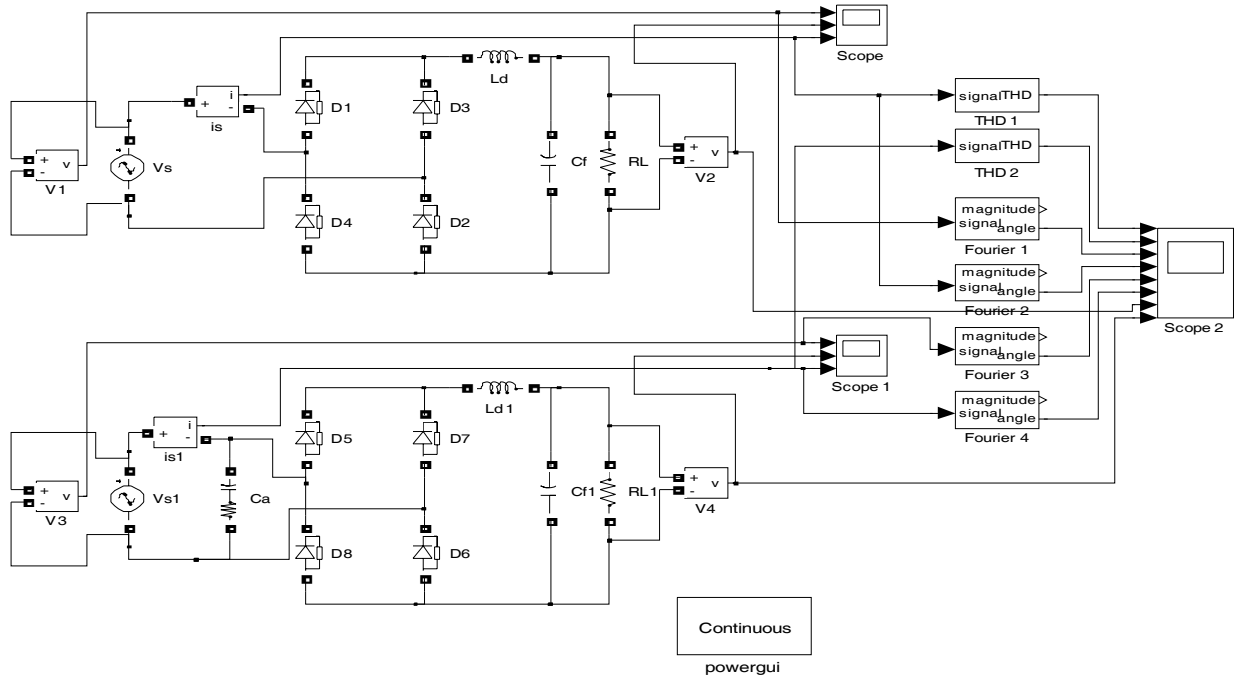 Scope
Ld
i
+
-
is
D1
D3
signal THD
THD 1
signal THD
THD 2
+
-
v
V1
Vs
Cf
RL
+
-
v
V2
D4
D2
magnitude
signal
angle
Fourier 1
magnitude
signal
angle
Fourier 2
Scope 2
magnitude
signal
angle
Fourier 3
Scope 1
Ld1
magnitude
signal
angle
Fourier 4
i
+
-
is1
D5
D7
+
-
v
V3
Vs1
Ca
Cf1
RL1
+
-
v
V4
D8
D6
Continuous
powergui